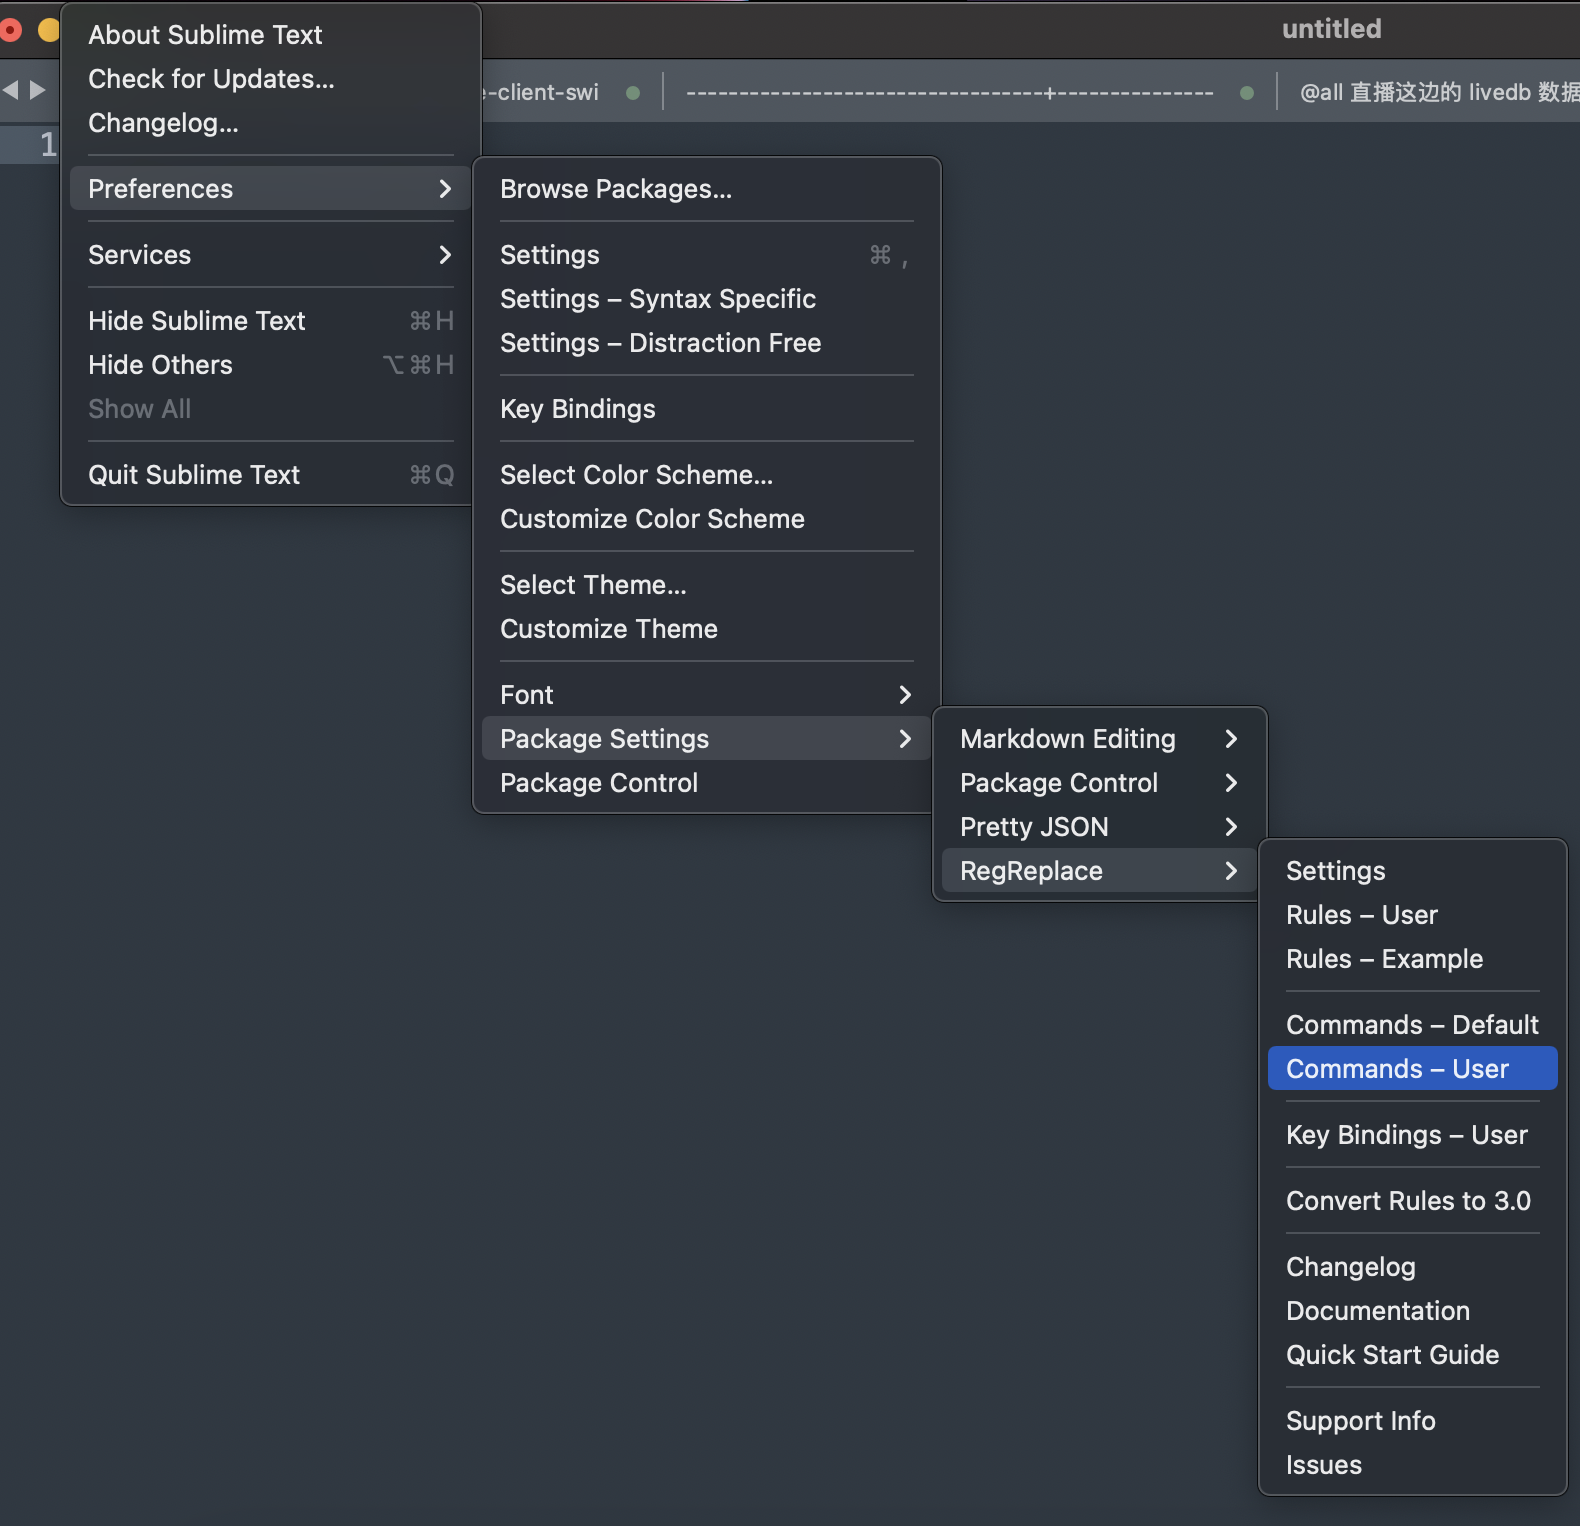 untitled
e-client-swi
----------------------------------+---------------
@all 直播这边的 livedb 数据
1
About Sublime Text
Check for Updates...
Changelog...
Preferences
Services
Hide Sublime Text ⌘H
Hide Others ⌥⌘H
Show All
Quit Sublime Text ⌘Q
Browse Packages...
Settings ⌘ ,
Settings – Syntax Specific
Settings – Distraction Free
Key Bindings
Select Color Scheme...
Customize Color Scheme
Select Theme...
Customize Theme
Font
Package Settings
Package Control
Markdown Editing
Package Control
Pretty JSON
RegReplace
Settings
Rules – User
Rules – Example
Commands – Default
Commands – User
Key Bindings – User
Convert Rules to 3.0
Changelog
Documentation
Quick Start Guide
Support Info
Issues